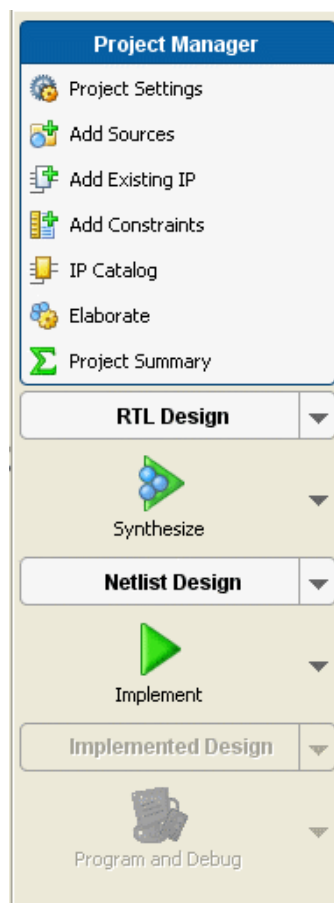 Project Manager
Project Settings
Add Sources
Add Existing IP
Add Constraints
IP Catalog
Elaborate
Project Summary
RTL Design
Synthesize
Netlist Design
Implement
Implemented Design
Program and Debug